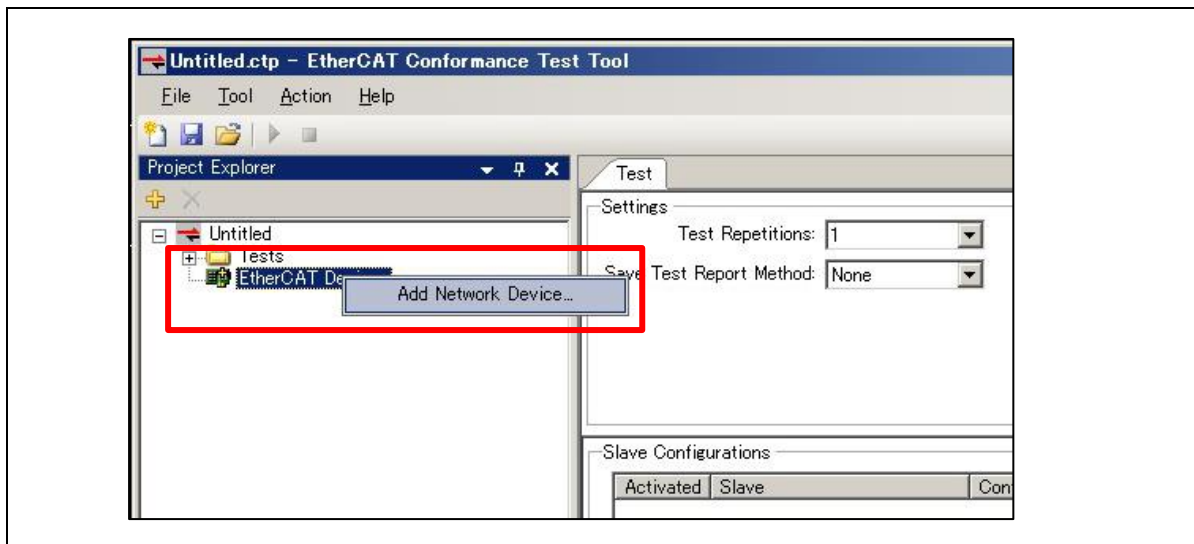 Untitled.ctp - EtherCAT Conformance Test Tool
File Tool Action Help
Project Explorer
Test
Settings
Test Repetitions: 1
Save Test Report Method: None
Untitled
Tests
EtherCAT
Add Network Device...
Slave Configurations
Activated Slave